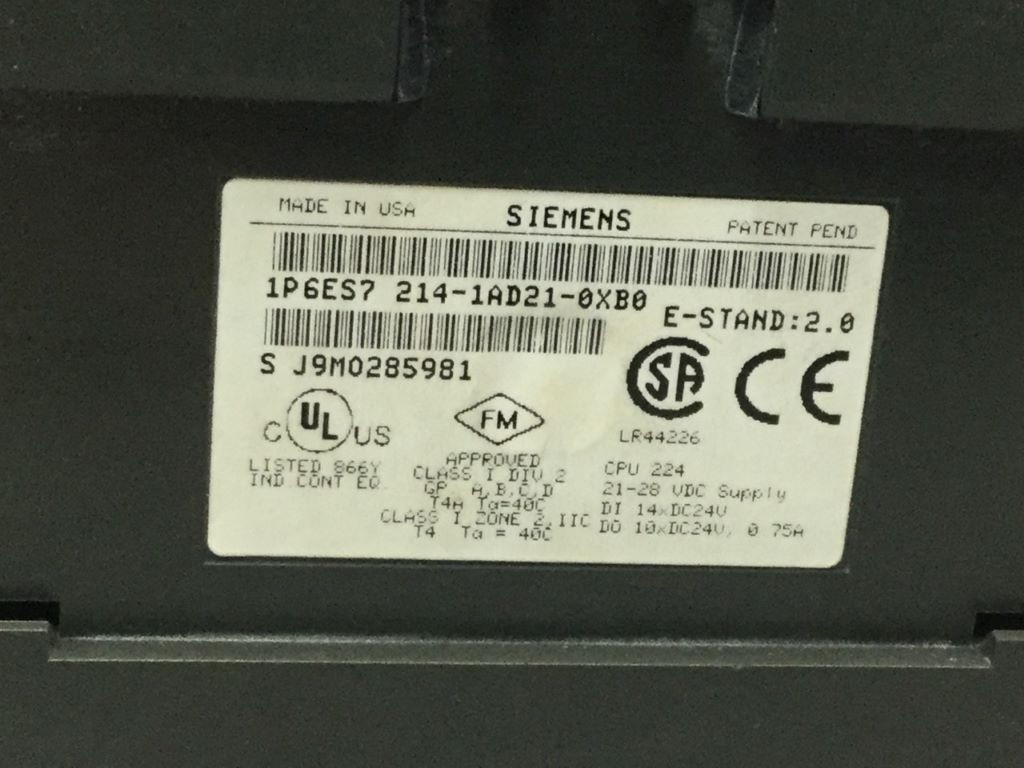 MADE IN USA SIEMENS PATENT PEND
1P6ES7 214-1AD21-0XB0
E-STAND:2.0
S J9M0285981
SA CE
C UL US
FM
LR44226
LISTED 866Y
IND CONT EQ
APPROVED
CLASS I DIV 2
GP A,B,C,D
T4A Ta=40C
CLASS I ZONE 2,IIC
T4 Ta = 40C
CPU 224
21-28 VDC Supply
DI 14xDC24V
DO 10xDC24V, 0 75A